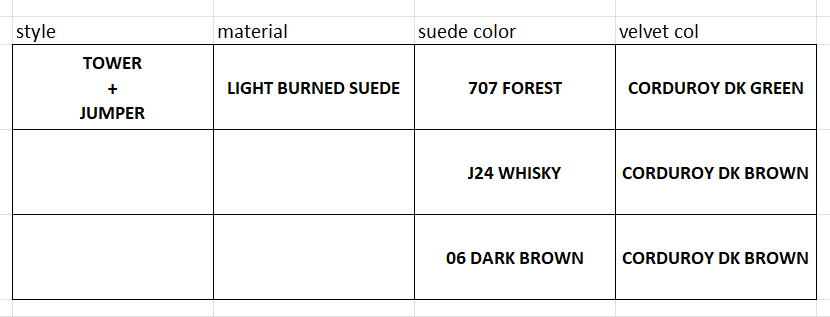 style material suede color velvet col
TOWER
+
JUMPER
LIGHT BURNED SUEDE
707 FOREST
CORDUROY DK GREEN
J24 WHISKY
CORDUROY DK BROWN
06 DARK BROWN
CORDUROY DK BROWN